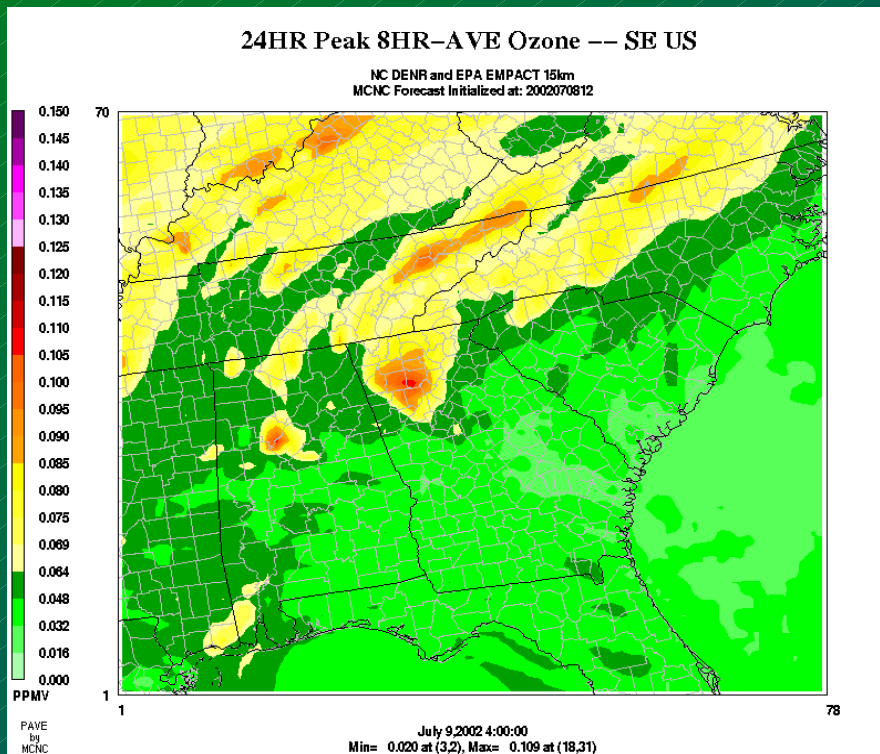 24HR Peak 8HR-AVE Ozone -- SE US
NC DENR and EPA EMPACT 15km
MCNC Forecast Initialized at: 2002070812
0.150
0.145
0.140
0.135
0.130
0.125
0.120
0.115
0.110
0.105
0.100
0.095
0.090
0.085
0.080
0.075
0.069
0.064
0.048
0.032
0.016
0.000
PPMV
PAVE
by
MCNC
70
1
1
78
July 9,2002 4:00:00
Min= 0.020 at (3,2), Max= 0.109 at (18,31)